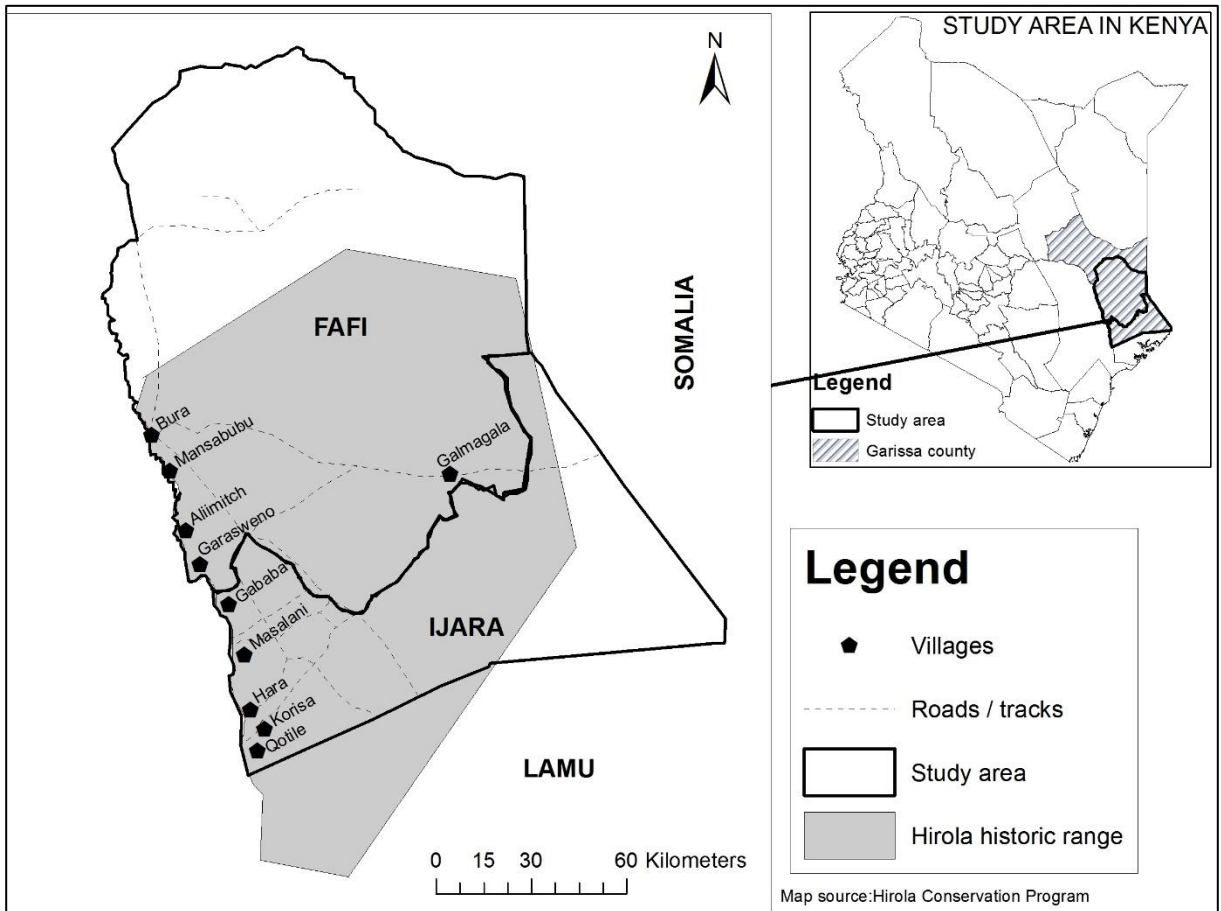 STUDY AREA IN KENYA
N
FAFI
SOMALIA
Bura
Mansabubu
Galmagala
Aliimitch
Garasweno
Gababa
Masalani
IJARA
Hara
Korisa
Qotile
LAMU
0 15 30 60 Kilometers
Legend
Study area
Garissa county
Legend
Villages
Roads / tracks
Study area
Hirola historic range
Map source:Hirola Conservation Program